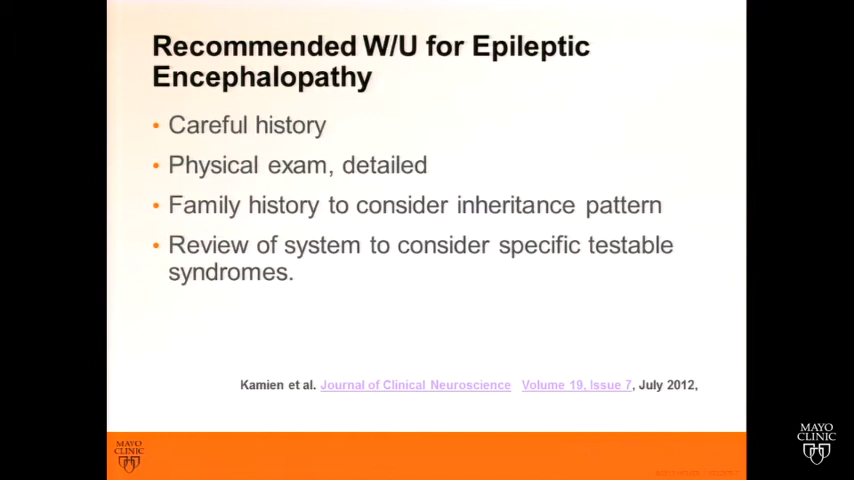 Recommended W/U for Epileptic
Encephalopathy
• Careful history
• Physical exam, detailed
• Family history to consider inheritance pattern
• Review of system to consider specific testable
syndromes.
Kamien et al. Journal of Clinical Neuroscience Volume 19, Issue 7, July 2012,
MAYO
CLINIC
MAYO
CLINIC